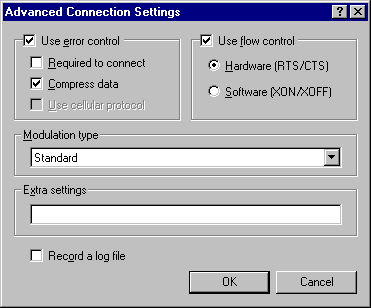 Advanced Connection Settings
Use error control
Required to connect
Compress data
Use cellular protocol
Use flow control
Hardware (RTS/CTS)
Software (XON/XOFF)
Modulation type
Standard
Extra settings
Record a log file
OK
Cancel